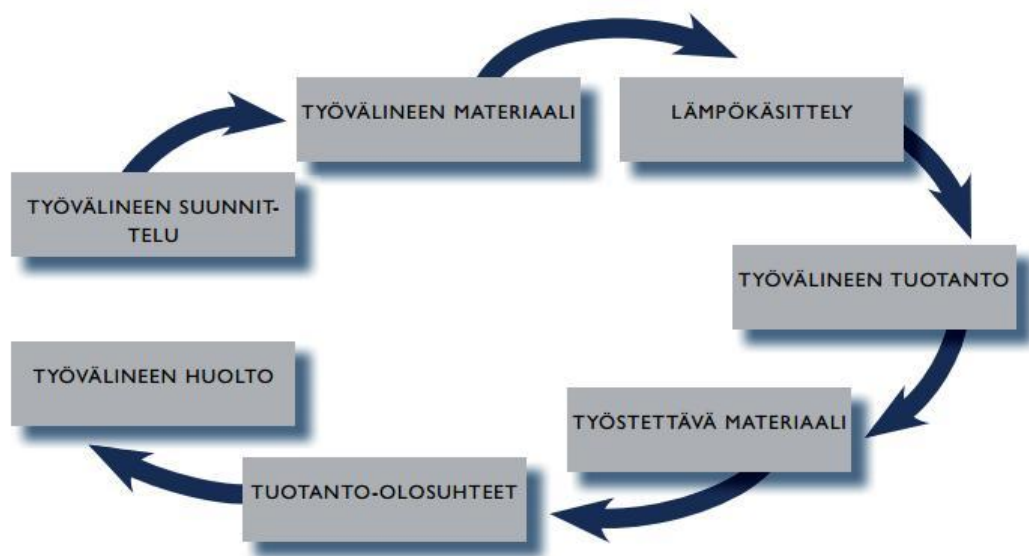 TYÖVÄLINEEN MATERIAALI
LÄMPÖKÄSITTELY
TYÖVÄLINEEN SUUNNIT-
TELU
TYÖVÄLINEEN TUOTANTO
TYÖVÄLINEEN HUOLTO
TYÖSTETTÄVÄ MATERIAALI
TUOTANTO-OLOSUHTEET